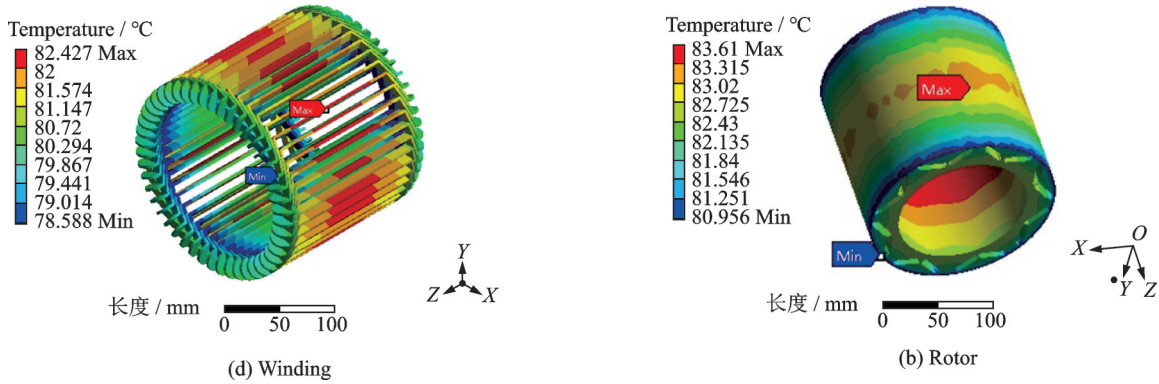 Temperature / °C
82.427 Max
82
81.574
81.147
80.72
80.294
79.867
79.441
79.014
78.588 Min
Max
Min
Y
Z
X
长度 / mm
0
50
100
(d) Winding
Temperature / °C
83.61 Max
83.315
83.02
82.725
82.43
82.135
81.84
81.546
81.251
80.956 Min
Max
Min
X
O
Y
Z
长度 / mm
0
50
100
(b) Rotor